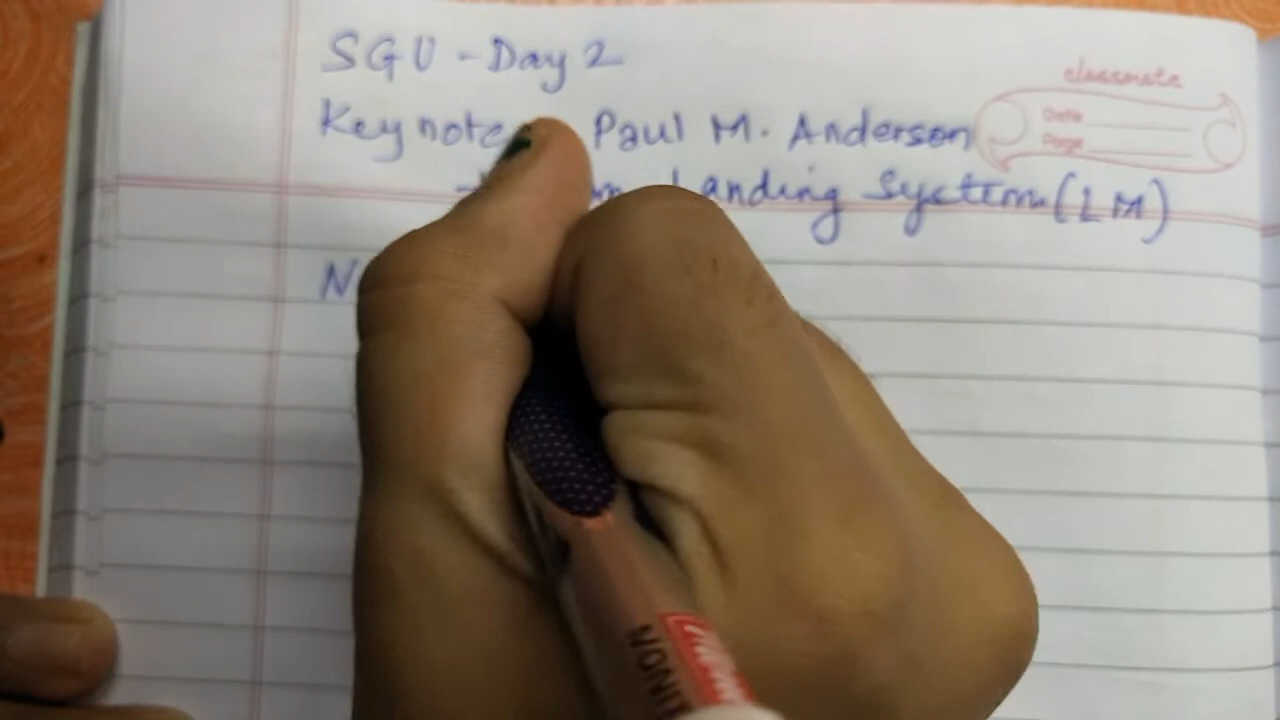 SGU - Day 2
classmate
Keynote Paul M. Anderson
Date
Page
Landing System (LM)